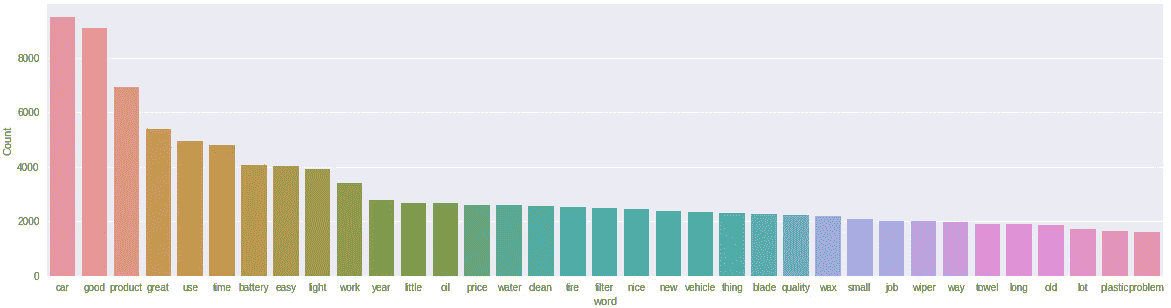 8000
6000
4000
2000
0
Count
car good product great use time battery easy light work year little oil price water clean tire filter nice new vehicle thing blade quality wax small job wiper way towel long old lot plastic problem
word